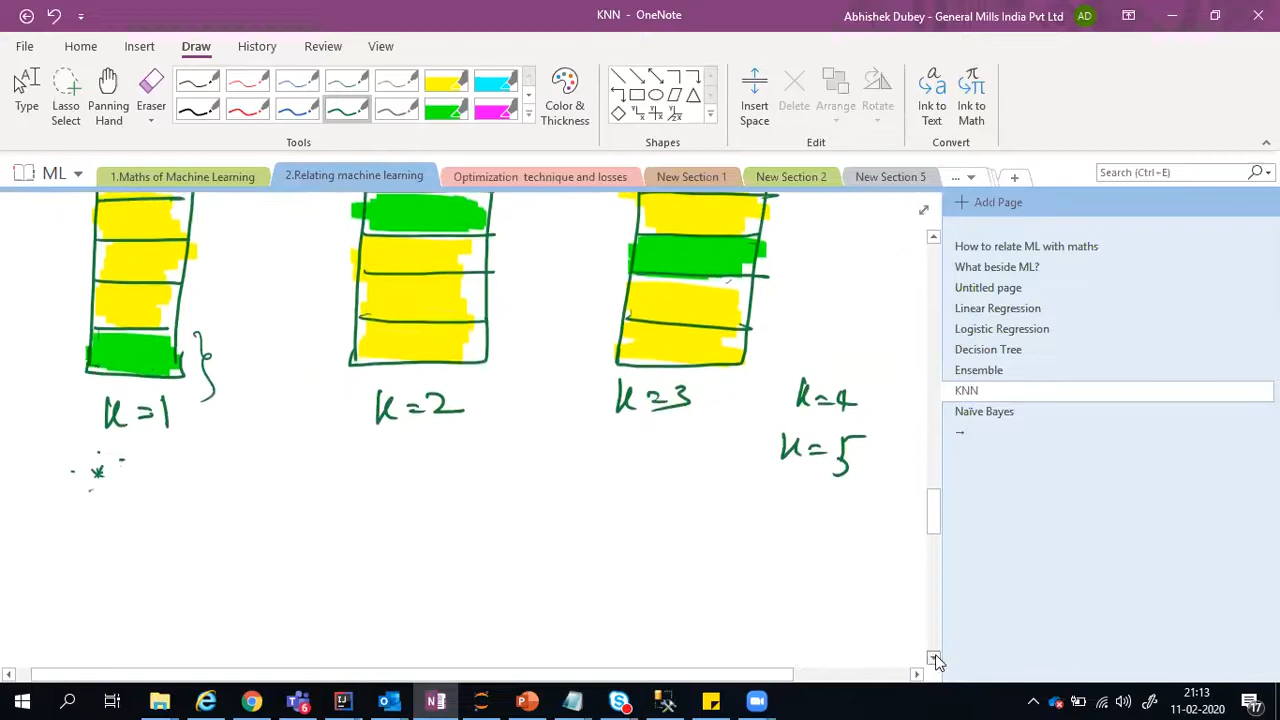 KNN - OneNote
Abhishek Dubey - General Mills India Pvt Ltd
AD
File
Home
Insert
Draw
History
Review
View
Type
Lasso Select
Panning Hand
Eraser
Color & Thickness
Insert Space
Delete
Arrange
Rotate
Ink to Text
Ink to Math
Tools
Shapes
Edit
Convert
ML
1.Maths of Machine Learning
2.Relating machine learning
Optimization technique and losses
New Section 1
New Section 2
New Section 5
...
Search (Ctrl+E)
Add Page
How to relate ML with maths
What beside ML?
Untitled page
Linear Regression
Logistic Regression
Decision Tree
Ensemble
KNN
Naïve Bayes
→
K=1
K=2
K=3
K=4
K=5
21:13
11-02-2020
17